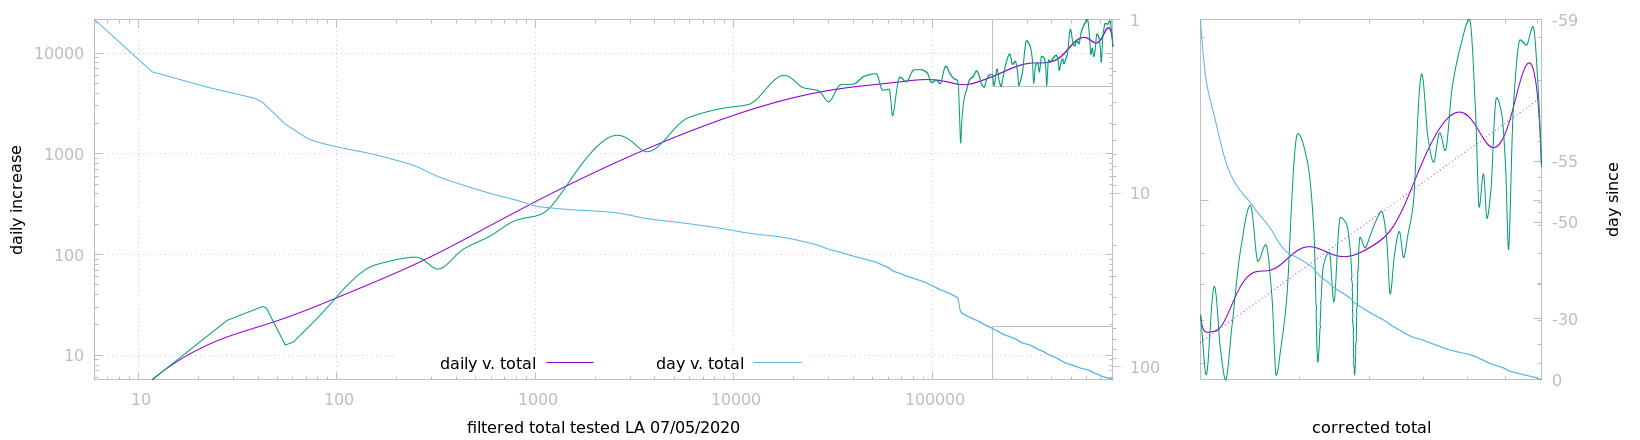 daily increase
10000
1000
100
10
10
100
1000
10000
100000
1
10
100
daily v. total
day v. total
filtered total tested LA 07/05/2020
-59
-55
-50
-30
0
day since
corrected total